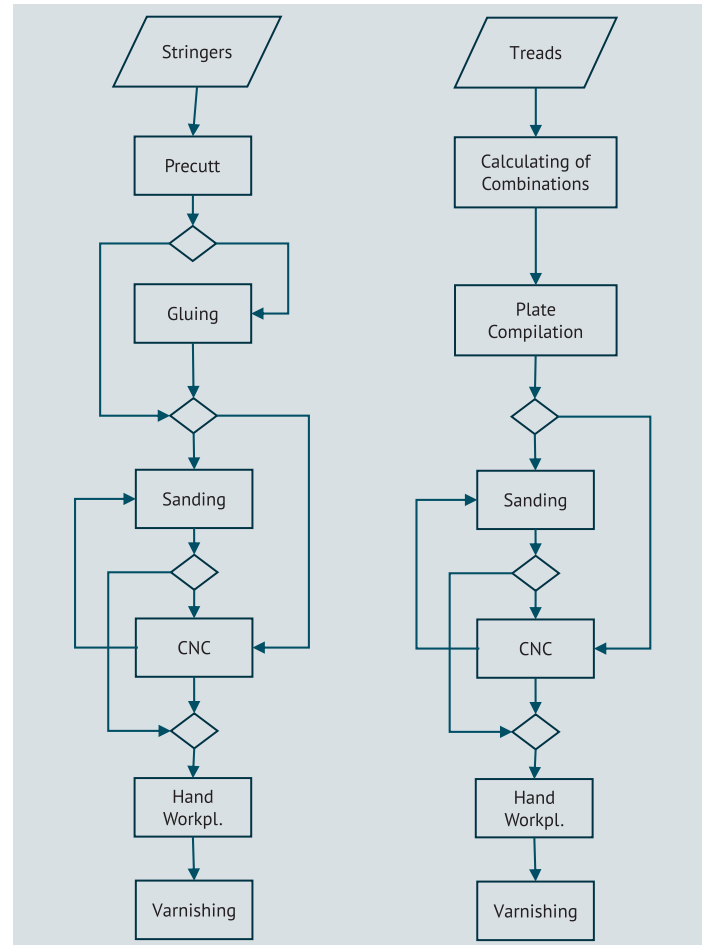 Stringers
Precutt
Gluing
Sanding
CNC
Hand
Workpl.
Varnishing
Treads
Calculating of
Combinations
Plate
Compilation
Sanding
CNC
Hand
Workpl.
Varnishing